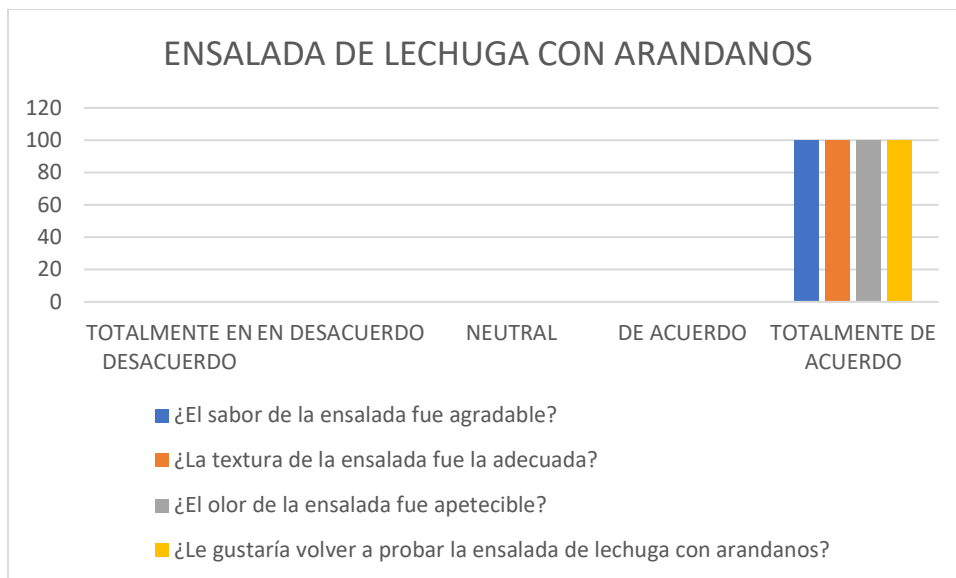 ENSALADA DE LECHUGA CON ARANDANOS
120
100
80
60
40
20
0
TOTALMENTE EN DESACUERDO
EN DESACUERDO
NEUTRAL
DE ACUERDO
TOTALMENTE DE ACUERDO
¿El sabor de la ensalada fue agradable?
¿La textura de la ensalada fue la adecuada?
¿El olor de la ensalada fue apetecible?
¿Le gustaría volver a probar la ensalada de lechuga con arandanos?